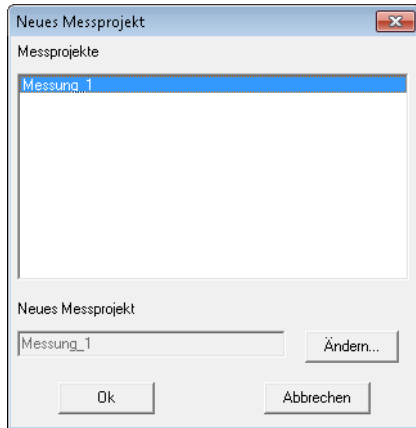 Neues Messprojekt
Messprojekte
Messung_1
Neues Messprojekt
Messung_1
Ändern...
Ok
Abbrechen